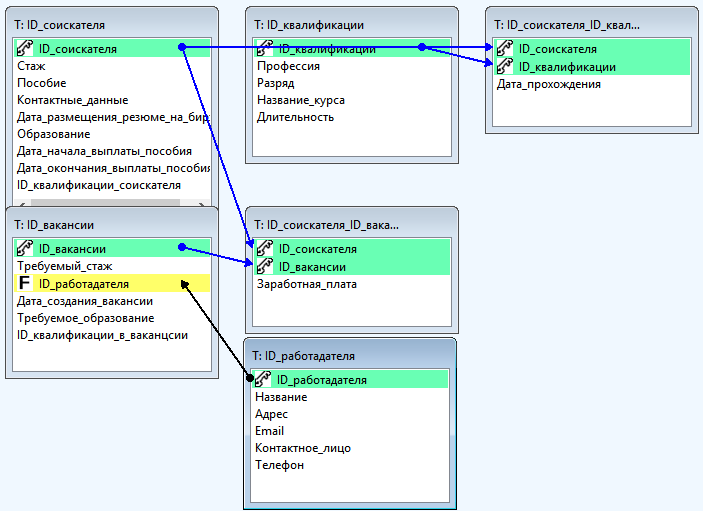 T: ID_соискателя
ID_соискателя
Стаж
Пособие
Контактные_данные
Дата_размещения_резюме_на_бир
Образование
Дата_начала_выплаты_пособия
Дата_окончания_выплаты_пособия
ID_квалификации_соискателя
T: ID_квалификации
ID_квалификации
Профессия
Разряд
Название_курса
Длительность
T: ID_соискателя_ID_квал...
ID_соискателя
ID_квалификации
Дата_прохождения
T: ID_вакансии
ID_вакансии
Требуемый_стаж
F ID_работадателя
Дата_создания_вакансии
Требуемое_образование
ID_квалификации_в_ваканцсии
T: ID_соискателя_ID_вака...
ID_соискателя
ID_вакансии
Заработная_плата
T: ID_работадателя
ID_работадателя
Название
Адрес
Email
Контактное_лицо
Телефон